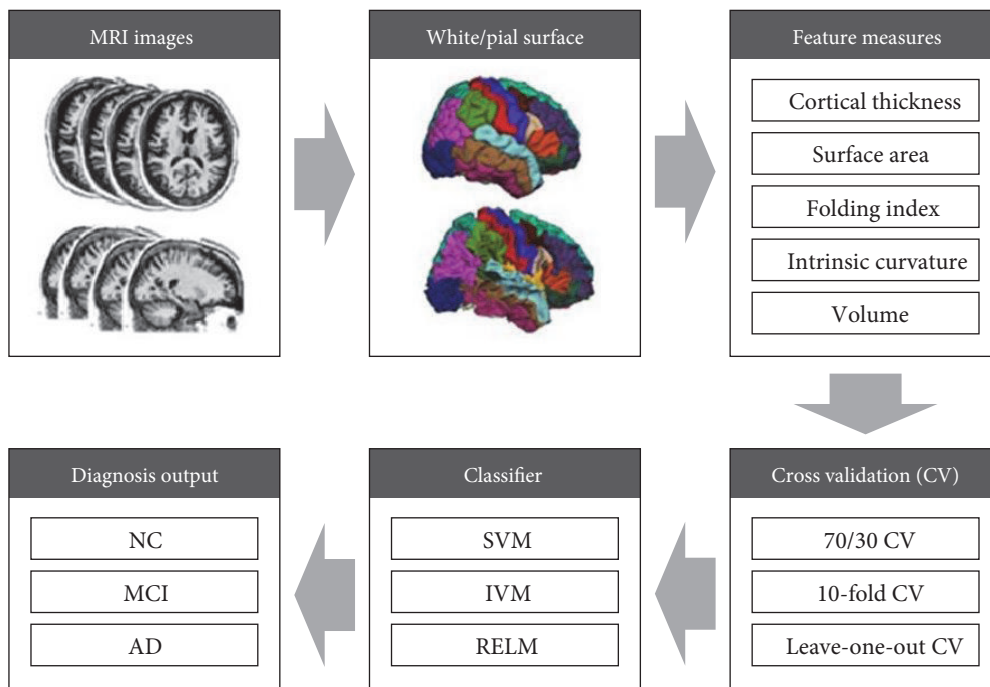 MRI images
White/pial surface
Feature measures
Cortical thickness
Surface area
Folding index
Intrinsic curvature
Volume
Cross validation (CV)
70/30 CV
10-fold CV
Leave-one-out CV
Classifier
SVM
IVM
RELM
Diagnosis output
NC
MCI
AD